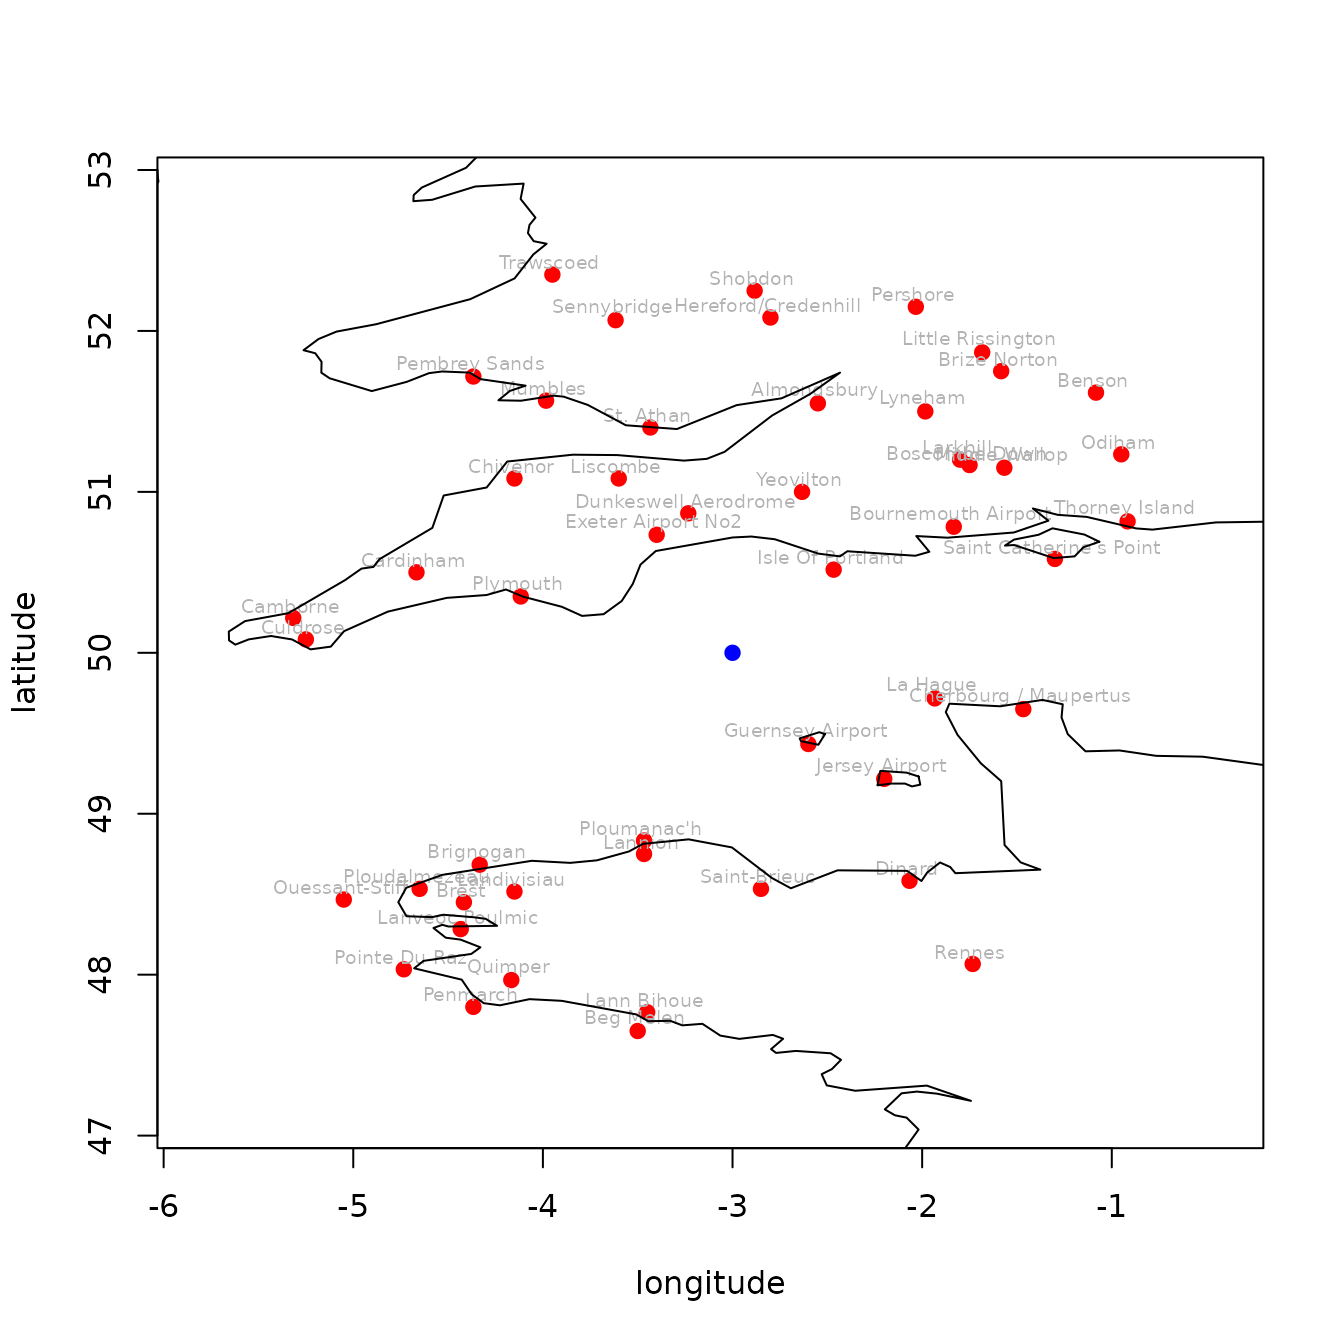 53
52
51
50
49
48
47
latitude
Trawscoed
Shobdon
Sennybridge
Hereford/Credenhill
Pershore
Little Rissington
Brize Norton
Pembrey Sands
Benson
Mumbles
Almondsbury
Lyneham
St. Athan
Odiham
Larkhill
Boscombe Down
Middle Wallop
Chivenor
Liscombe
Yeovilton
Dunkeswell Aerodrome
Thorney Island
Bournemouth Airport
Exeter Airport No2
Saint Catherine's Point
Isle Of Portland
Cardinham
Plymouth
Camborne
Culdrose
La Hague
Cherbourg / Maupertus
Guernsey Airport
Jersey Airport
Ploumanac'h
Lannion
Brignogan
Dinard
Ploudalmezeau
Landivisiau
Saint-Brieuc
Ouessant-Stiff
Brest
Lanveoc Poulmic
Pointe Du Raz
Quimper
Rennes
Penmarch
Lann Bihoue
Beg Melen
-6 -5 -4 -3 -2 -1
longitude